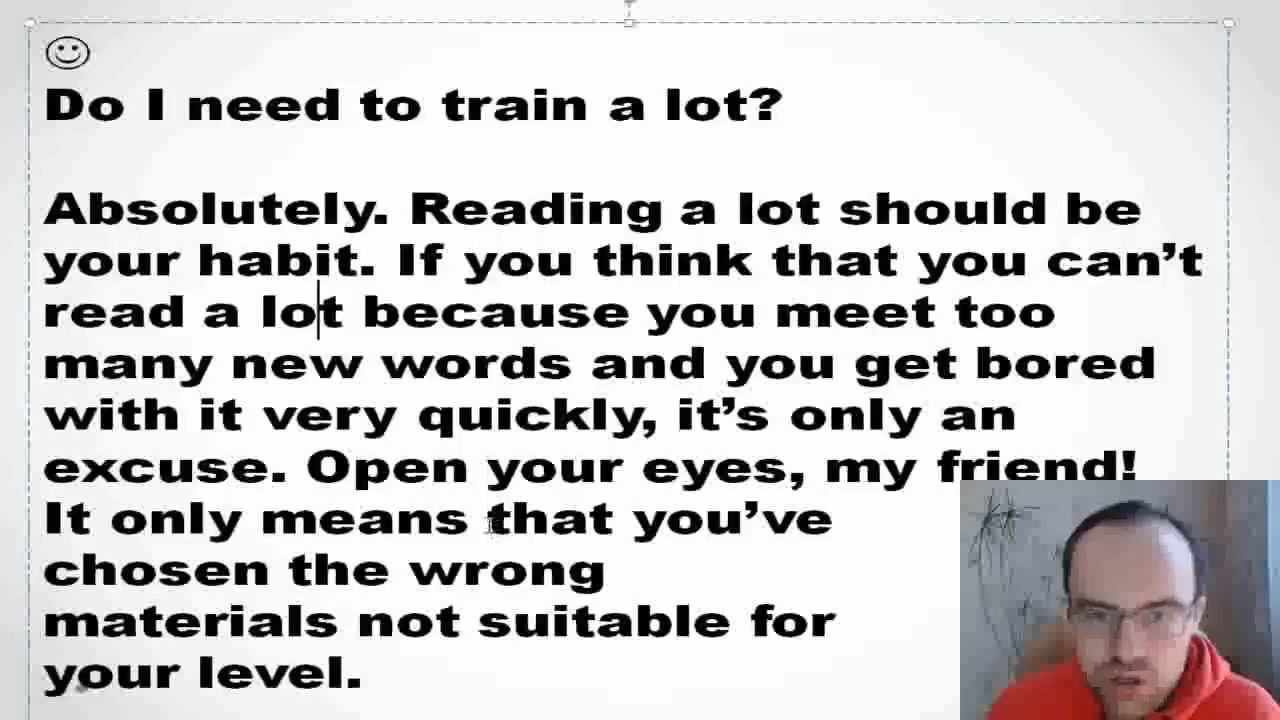 Do I need to train a lot?
Absolutely. Reading a lot should be
your habit. If you think that you can’t
read a lot because you meet too
many new words and you get bored
with it very quickly, it’s only an
excuse. Open your eyes, my friend!
It only means that you’ve
chosen the wrong
materials not suitable for
your level.